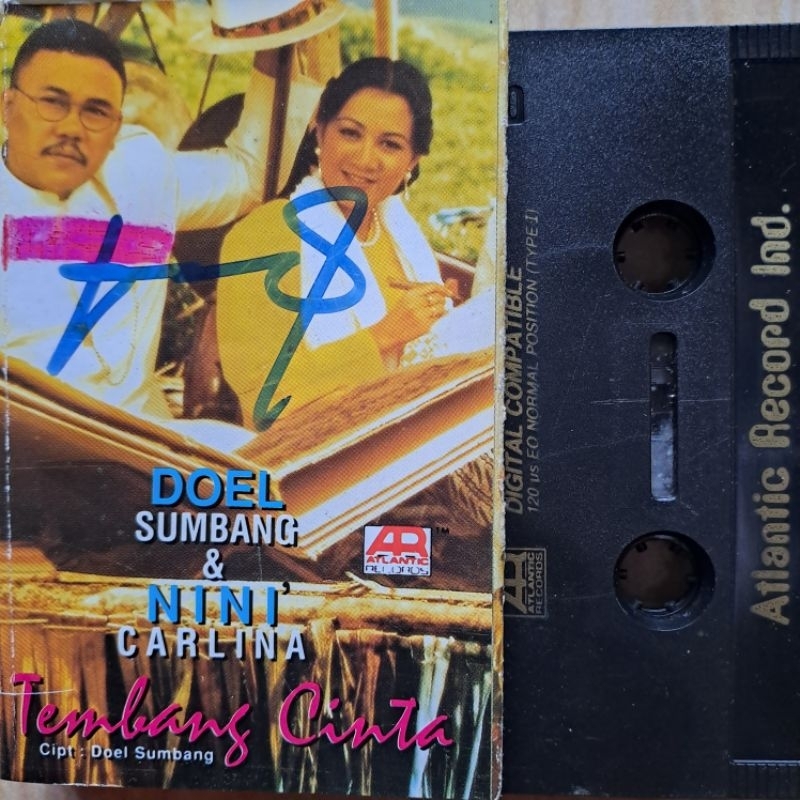 DOEL
SUMBANG
&
NINI'
CARLINA
AR
ATLANTIC
RECORDS
™
Tembang Cinta
Cipt : Doel Sumbang
DIGITAL COMPATIBLE
120 µs EQ NORMAL POSITION (TYPE I)
AR
ATLANTIC
RECORDS
Atlantic Record Ind.